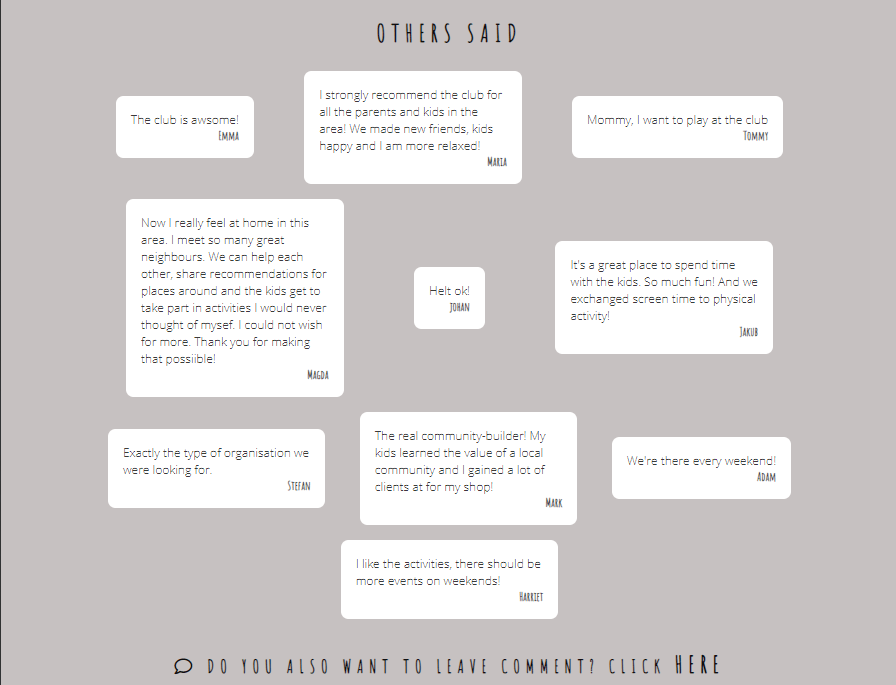 OTHERS SAID
The club is awsome!
Emma
I strongly recommend the club for
all the parents and kids in the
area! We made new friends, kids
happy and I am more relaxed!
Maria
Mommy, I want to play at the club
Tommy
Now I really feel at home in this
area. I meet so many great
neighbours. We can help each
other, share recommendations for
places around and the kids get to
take part in activities I would never
thought of mysef. I could not wish
for more. Thank you for making
that possiible!
Magda
Helt ok!
Johan
It's a great place to spend time
with the kids. So much fun! And we
exchanged screen time to physical
activity!
Jakub
Exactly the type of organisation we
were looking for.
Stefan
The real community-builder! My
kids learned the value of a local
community and I gained a lot of
clients at for my shop!
Mark
We're there every weekend!
Adam
I like the activities, there should be
more events on weekends!
Harriet
DO YOU ALSO WANT TO LEAVE COMMENT? CLICK HERE